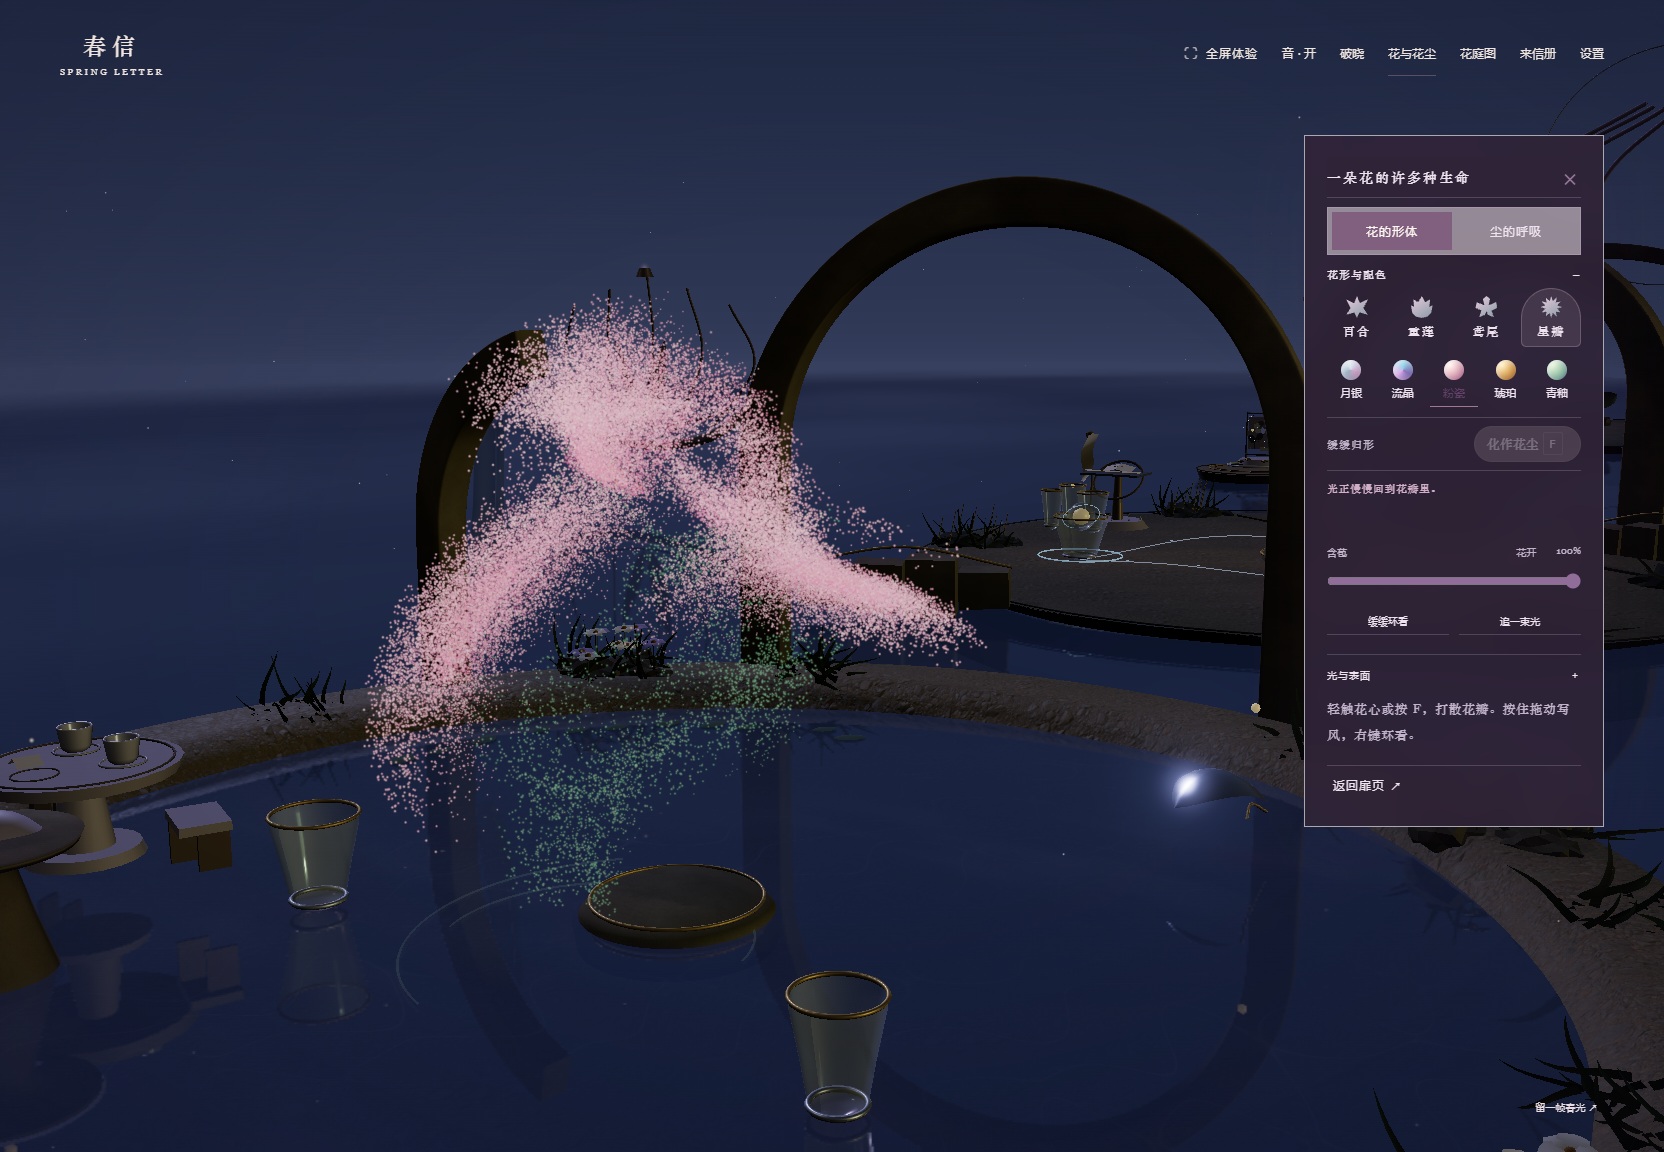 春信
SPRING LETTER
全屏体验
音·开
破晓
花与花尘
花庭图
来信册
设置
一朵花的许多种生命
花的形体
尘的呼吸
花形与配色
百合
重莲
鸢尾
星瓣
月银
流晶
粉瓷
琥珀
青釉
缓缓归形
化作花尘 F
光正慢慢回到花瓣里。
含苞
花开
100%
缓缓环看
追一束光
光与表面
轻触花心或按 F，打散花瓣。按住拖动写
风，右键环看。
返回扉页 ↗
留一帧春光 ↗